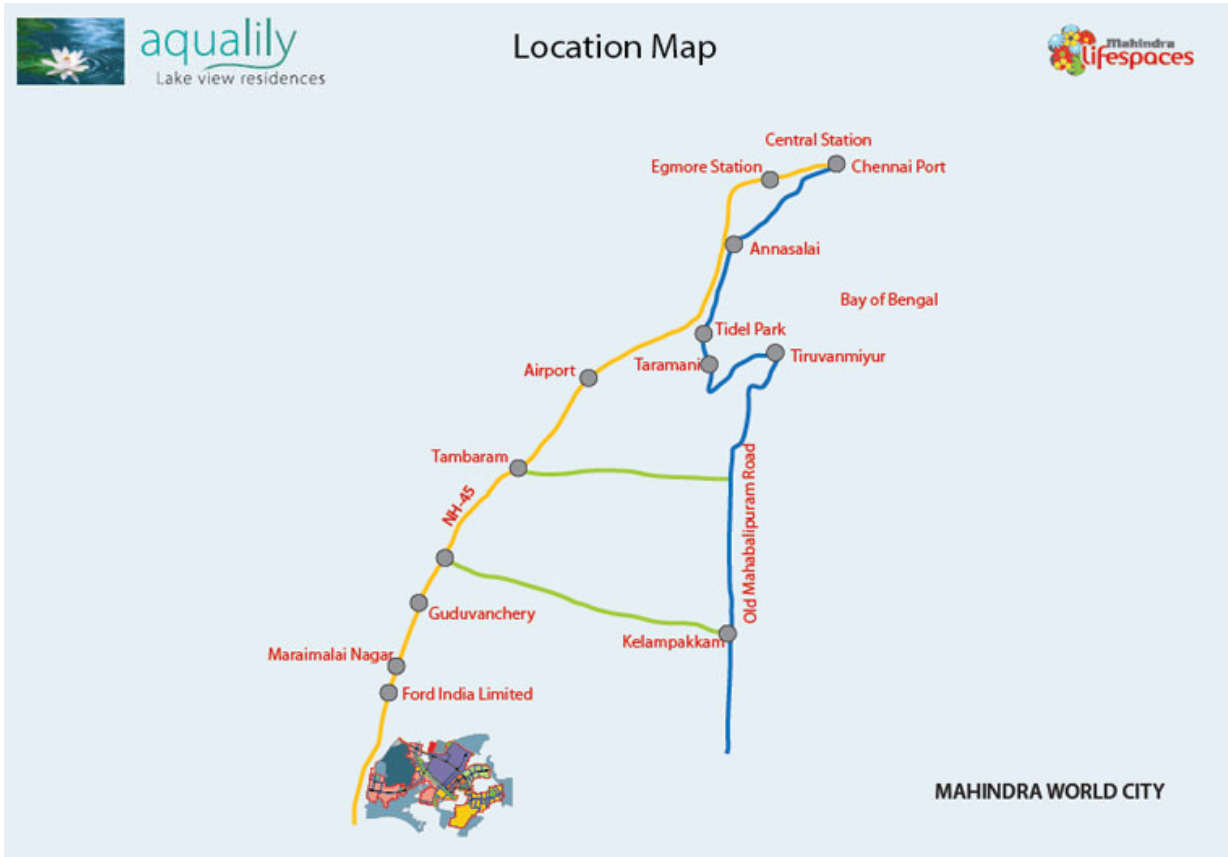 aqualily
Lake view residences
Location Map
Mahindra
lifespaces
Central Station
Egmore Station
Chennai Port
Annasalai
Bay of Bengal
Tidel Park
Taramani
Tiruvanmiyur
Airport
Tambaram
NH-45
Old Mahabalipuram Road
Guduvanchery
Kelampakkam
Maraimalai Nagar
Ford India Limited
MAHINDRA WORLD CITY